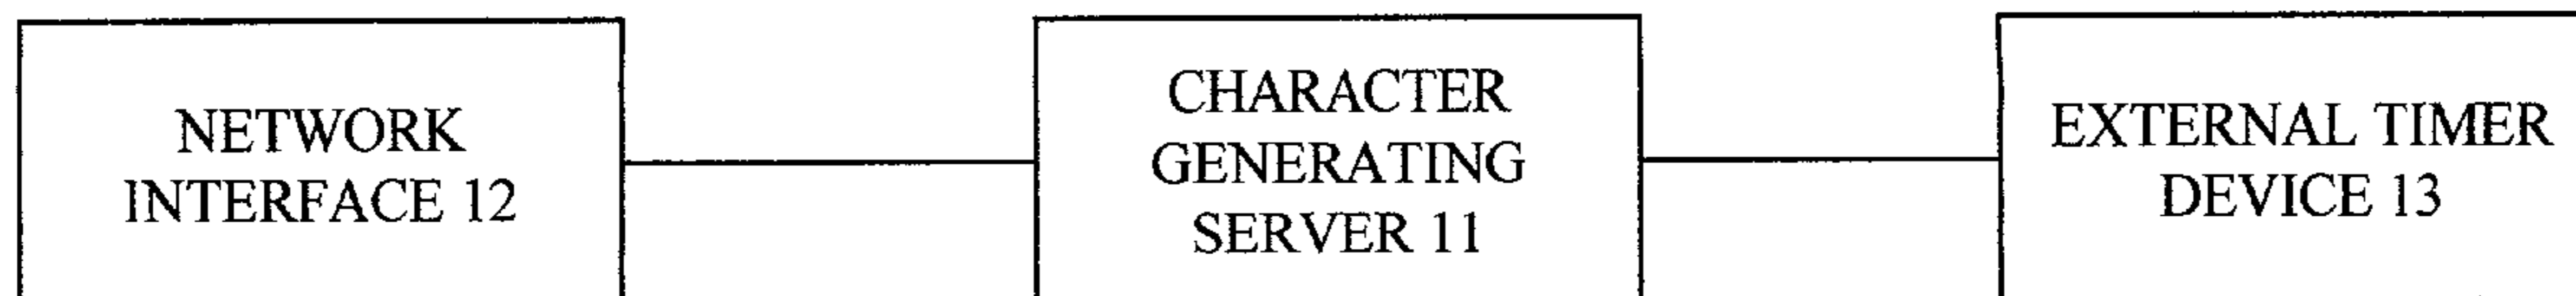 NETWORK
INTERFACE 12
CHARACTER
GENERATING
SERVER 11
EXTERNAL TIMER
DEVICE 13